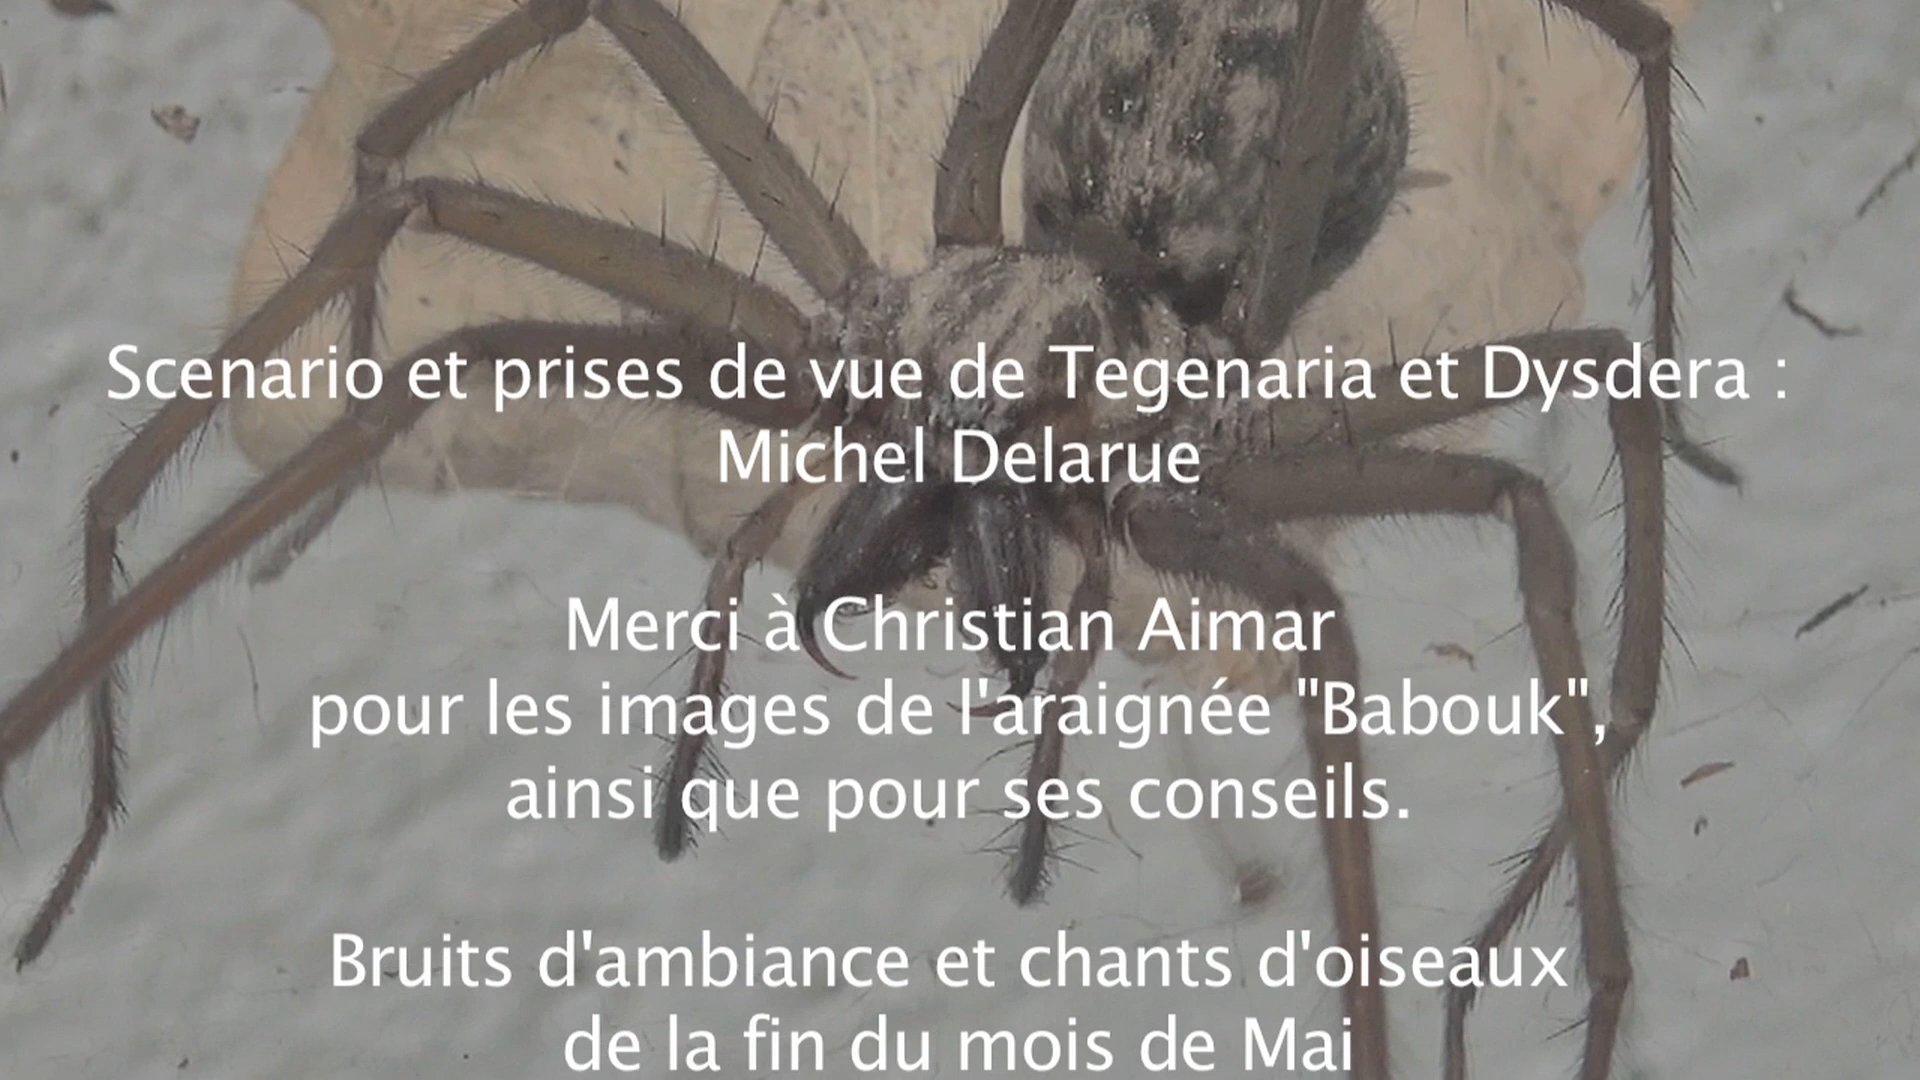 Scenario et prises de vue de Tegenaria et Dysdera :
Michel Delarue
Merci à Christian Aimar
pour les images de l'araignée "Babouk",
ainsi que pour ses conseils.
Bruits d'ambiance et chants d'oiseaux
de la fin du mois de Mai